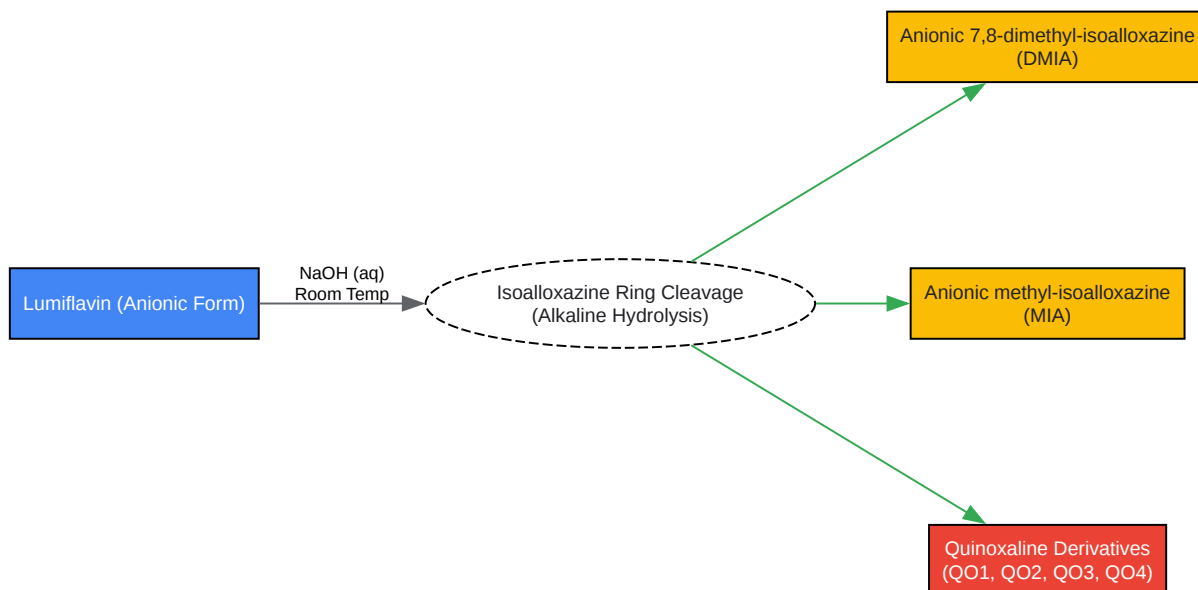 Anionic 7,8-dimethyl-isoalloxazine
(DMIA)
Lumiflavin (Anionic Form)
NaOH (aq)
Room Temp
Isoalloxazine Ring Cleavage
(Alkaline Hydrolysis)
Anionic methyl-isoalloxazine
(MIA)
Quinoxaline Derivatives
(QO1, QO2, QO3, QO4)